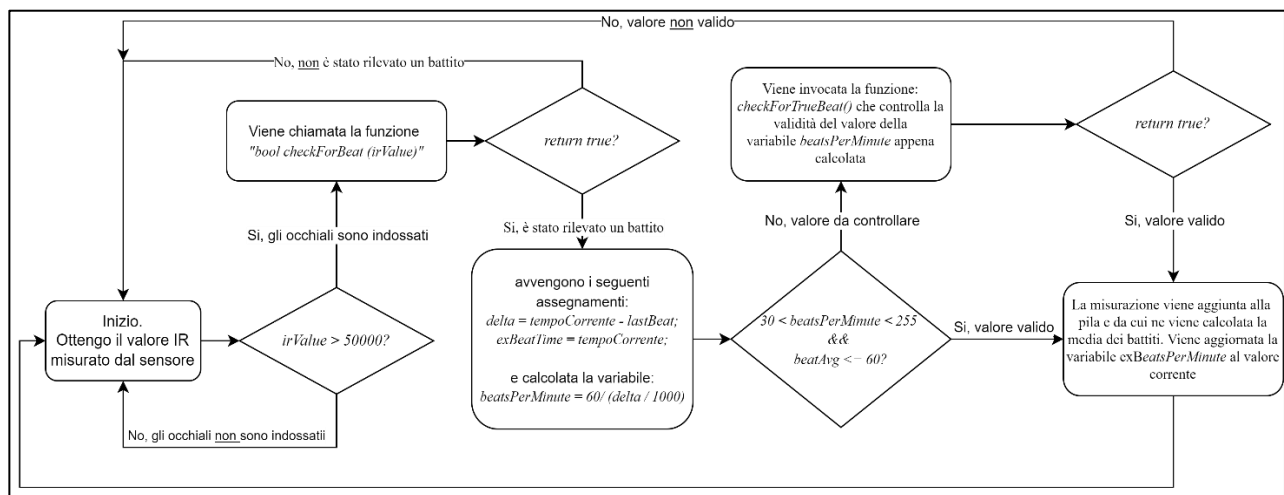 No, valore non valido
No, non è stato rilevato un battito
Viene chiamata la funzione
"bool checkForBeat (irValue)"
return true?
Viene invocata la funzione:
checkForTrueBeat() che controlla la
validità del valore della
variabile beatsPerMinute appena
calcolata
return true?
Si, gli occhiali sono indossati
Si, è stato rilevato un battito
No, valore da controllare
Si, valore valido
Inizio.
Ottengo il valore IR
misurato dal sensore
irValue > 50000?
avvengono i seguenti
assegnamenti:
delta = tempoCorrente - lastBeat;
exBeatTime = tempoCorrente;
e calcolata la variabile:
beatsPerMinute = 60/ (delta / 1000)
30 < beatsPerMinute < 255
&&
beatAvg <= 60?
Si, valore valido
La misurazione viene aggiunta alla
pila e da cui ne viene calcolata la
media dei battiti. Viene aggiornata la
variabile exBeatsPerMinute al valore
corrente
No, gli occhiali non sono indossatii